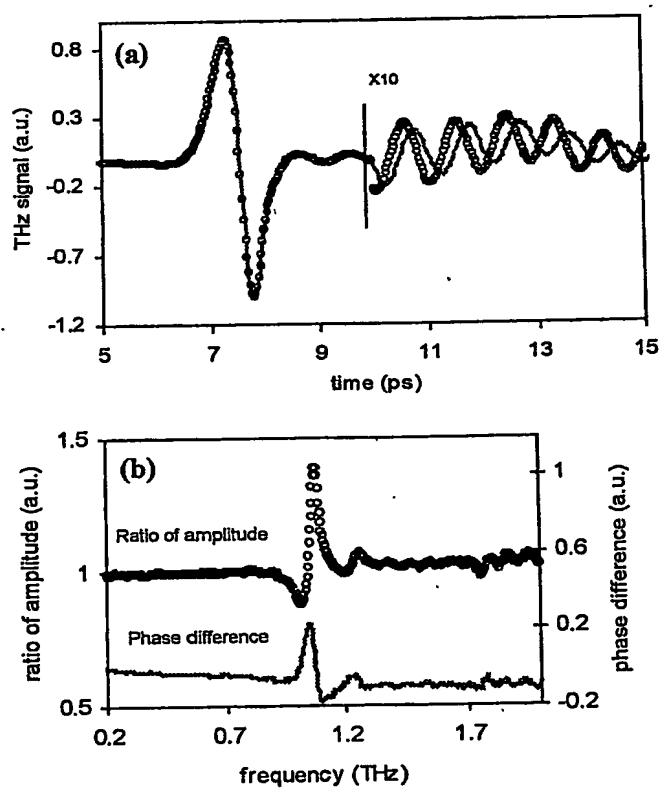 (a)
X10
0.8
0.3
-0.2
-0.7
-1.2
THz signal (a.u.)
5 7 9 11 13 15
time (ps)
(b)
1.5
1
0.5
ratio of amplitude (a.u.)
Ratio of amplitude
Phase difference
1
0.6
0.2
-0.2
phase difference (a.u.)
0.2 0.7 1.2 1.7
frequency (THz)